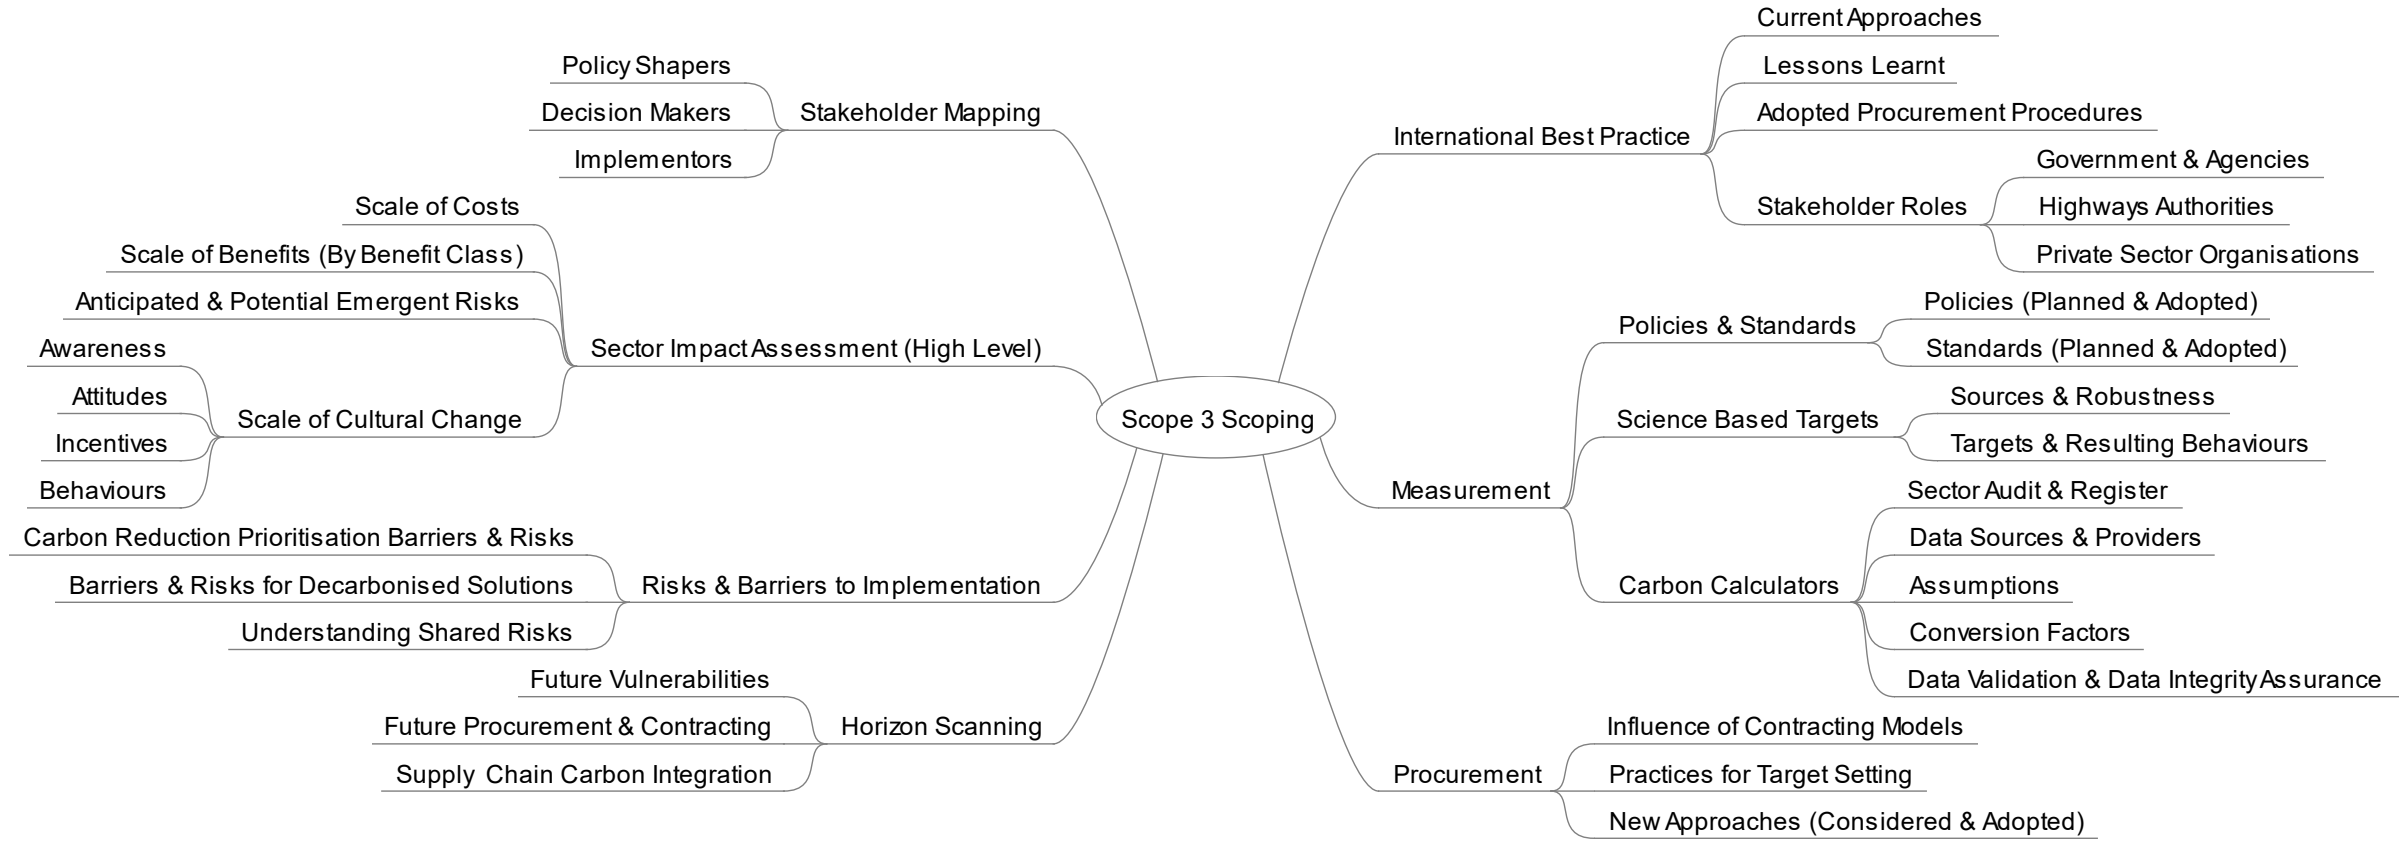 Scope 3 Scoping
Stakeholder Mapping
Policy Shapers
Decision Makers
Implementors
Sector Impact Assessment (High Level)
Scale of Costs
Scale of Benefits (By Benefit Class)
Anticipated & Potential Emergent Risks
Scale of Cultural Change
Awareness
Attitudes
Incentives
Behaviours
Risks & Barriers to Implementation
Carbon Reduction Prioritisation Barriers & Risks
Barriers & Risks for Decarbonised Solutions
Understanding Shared Risks
Horizon Scanning
Future Vulnerabilities
Future Procurement & Contracting
Supply Chain Carbon Integration
International Best Practice
Current Approaches
Lessons Learnt
Adopted Procurement Procedures
Stakeholder Roles
Government & Agencies
Highways Authorities
Private Sector Organisations
Measurement
Policies & Standards
Policies (Planned & Adopted)
Standards (Planned & Adopted)
Science Based Targets
Sources & Robustness
Targets & Resulting Behaviours
Carbon Calculators
Sector Audit & Register
Data Sources & Providers
Assumptions
Conversion Factors
Data Validation & Data Integrity Assurance
Procurement
Influence of Contracting Models
Practices for Target Setting
New Approaches (Considered & Adopted)